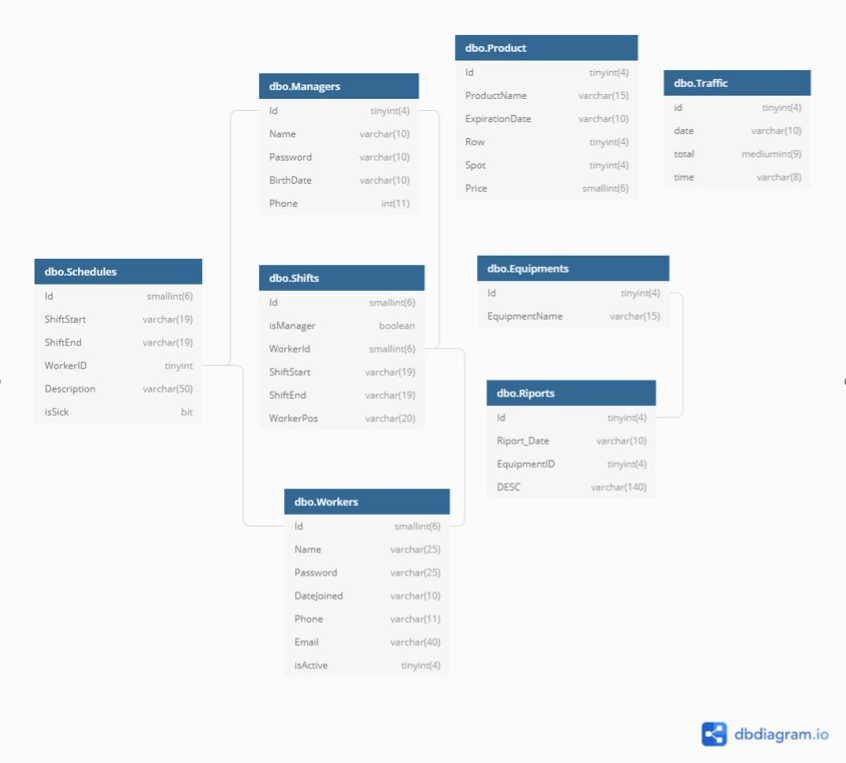 dbo.Product
Id tinyint(4)
ProductName varchar(15)
ExpirationDate varchar(10)
Row tinyint(4)
Spot tinyint(4)
Price smallint(6)
dbo.Traffic
id tinyint(4)
date varchar(10)
total mediumint(9)
time varchar(8)
dbo.Managers
Id tinyint(4)
Name varchar(10)
Password varchar(10)
BirthDate varchar(10)
Phone int(11)
dbo.Schedules
Id smallint(6)
ShiftStart varchar(19)
ShiftEnd varchar(19)
WorkerID tinyint
Description varchar(50)
isSick bit
dbo.Shifts
Id smallint(6)
isManager boolean
WorkerId smallint(6)
ShiftStart varchar(19)
ShiftEnd varchar(19)
WorkerPos varchar(20)
dbo.Equipments
Id tinyint(4)
EquipmentName varchar(15)
dbo.Riports
Id tinyint(4)
Riport_Date varchar(10)
EquipmentID tinyint(4)
DESC varchar(140)
dbo.Workers
Id smallint(6)
Name varchar(25)
Password varchar(25)
DateJoined varchar(10)
Phone varchar(11)
Email varchar(40)
isActive tinyint(4)
dbdiagram.io